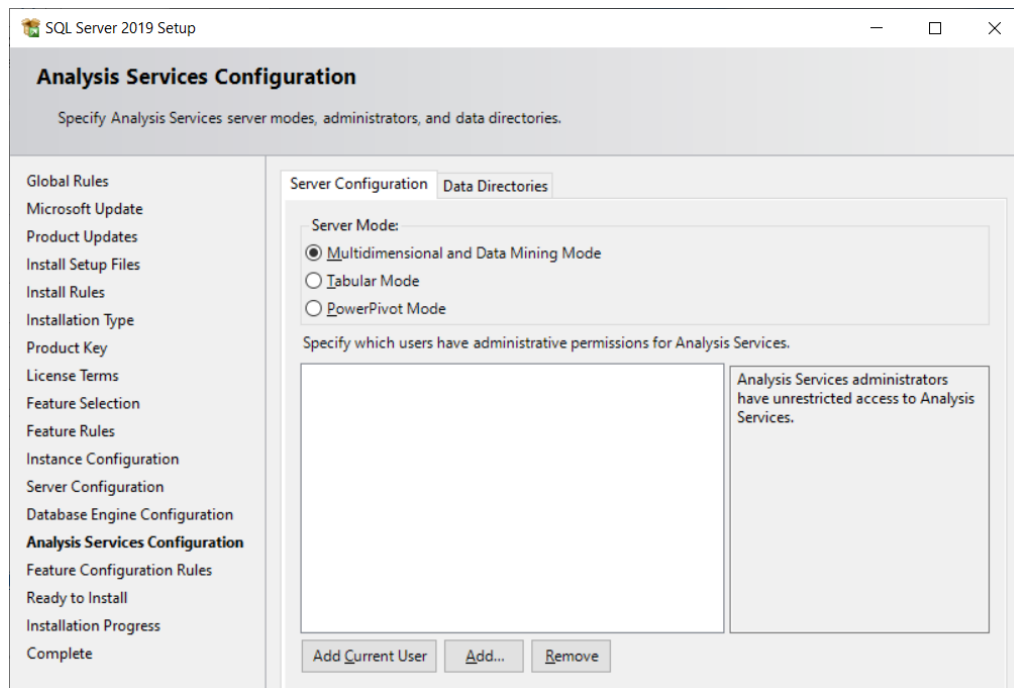 SQL Server 2019 Setup
Analysis Services Configuration
Specify Analysis Services server modes, administrators, and data directories.
Global Rules
Microsoft Update
Product Updates
Install Setup Files
Install Rules
Installation Type
Product Key
License Terms
Feature Selection
Feature Rules
Instance Configuration
Server Configuration
Database Engine Configuration
Analysis Services Configuration
Feature Configuration Rules
Ready to Install
Installation Progress
Complete
Server Configuration
Data Directories
Server Mode:
Multidimensional and Data Mining Mode
Tabular Mode
PowerPivot Mode
Specify which users have administrative permissions for Analysis Services.
Analysis Services administrators
have unrestricted access to Analysis
Services.
Add Current User
Add...
Remove